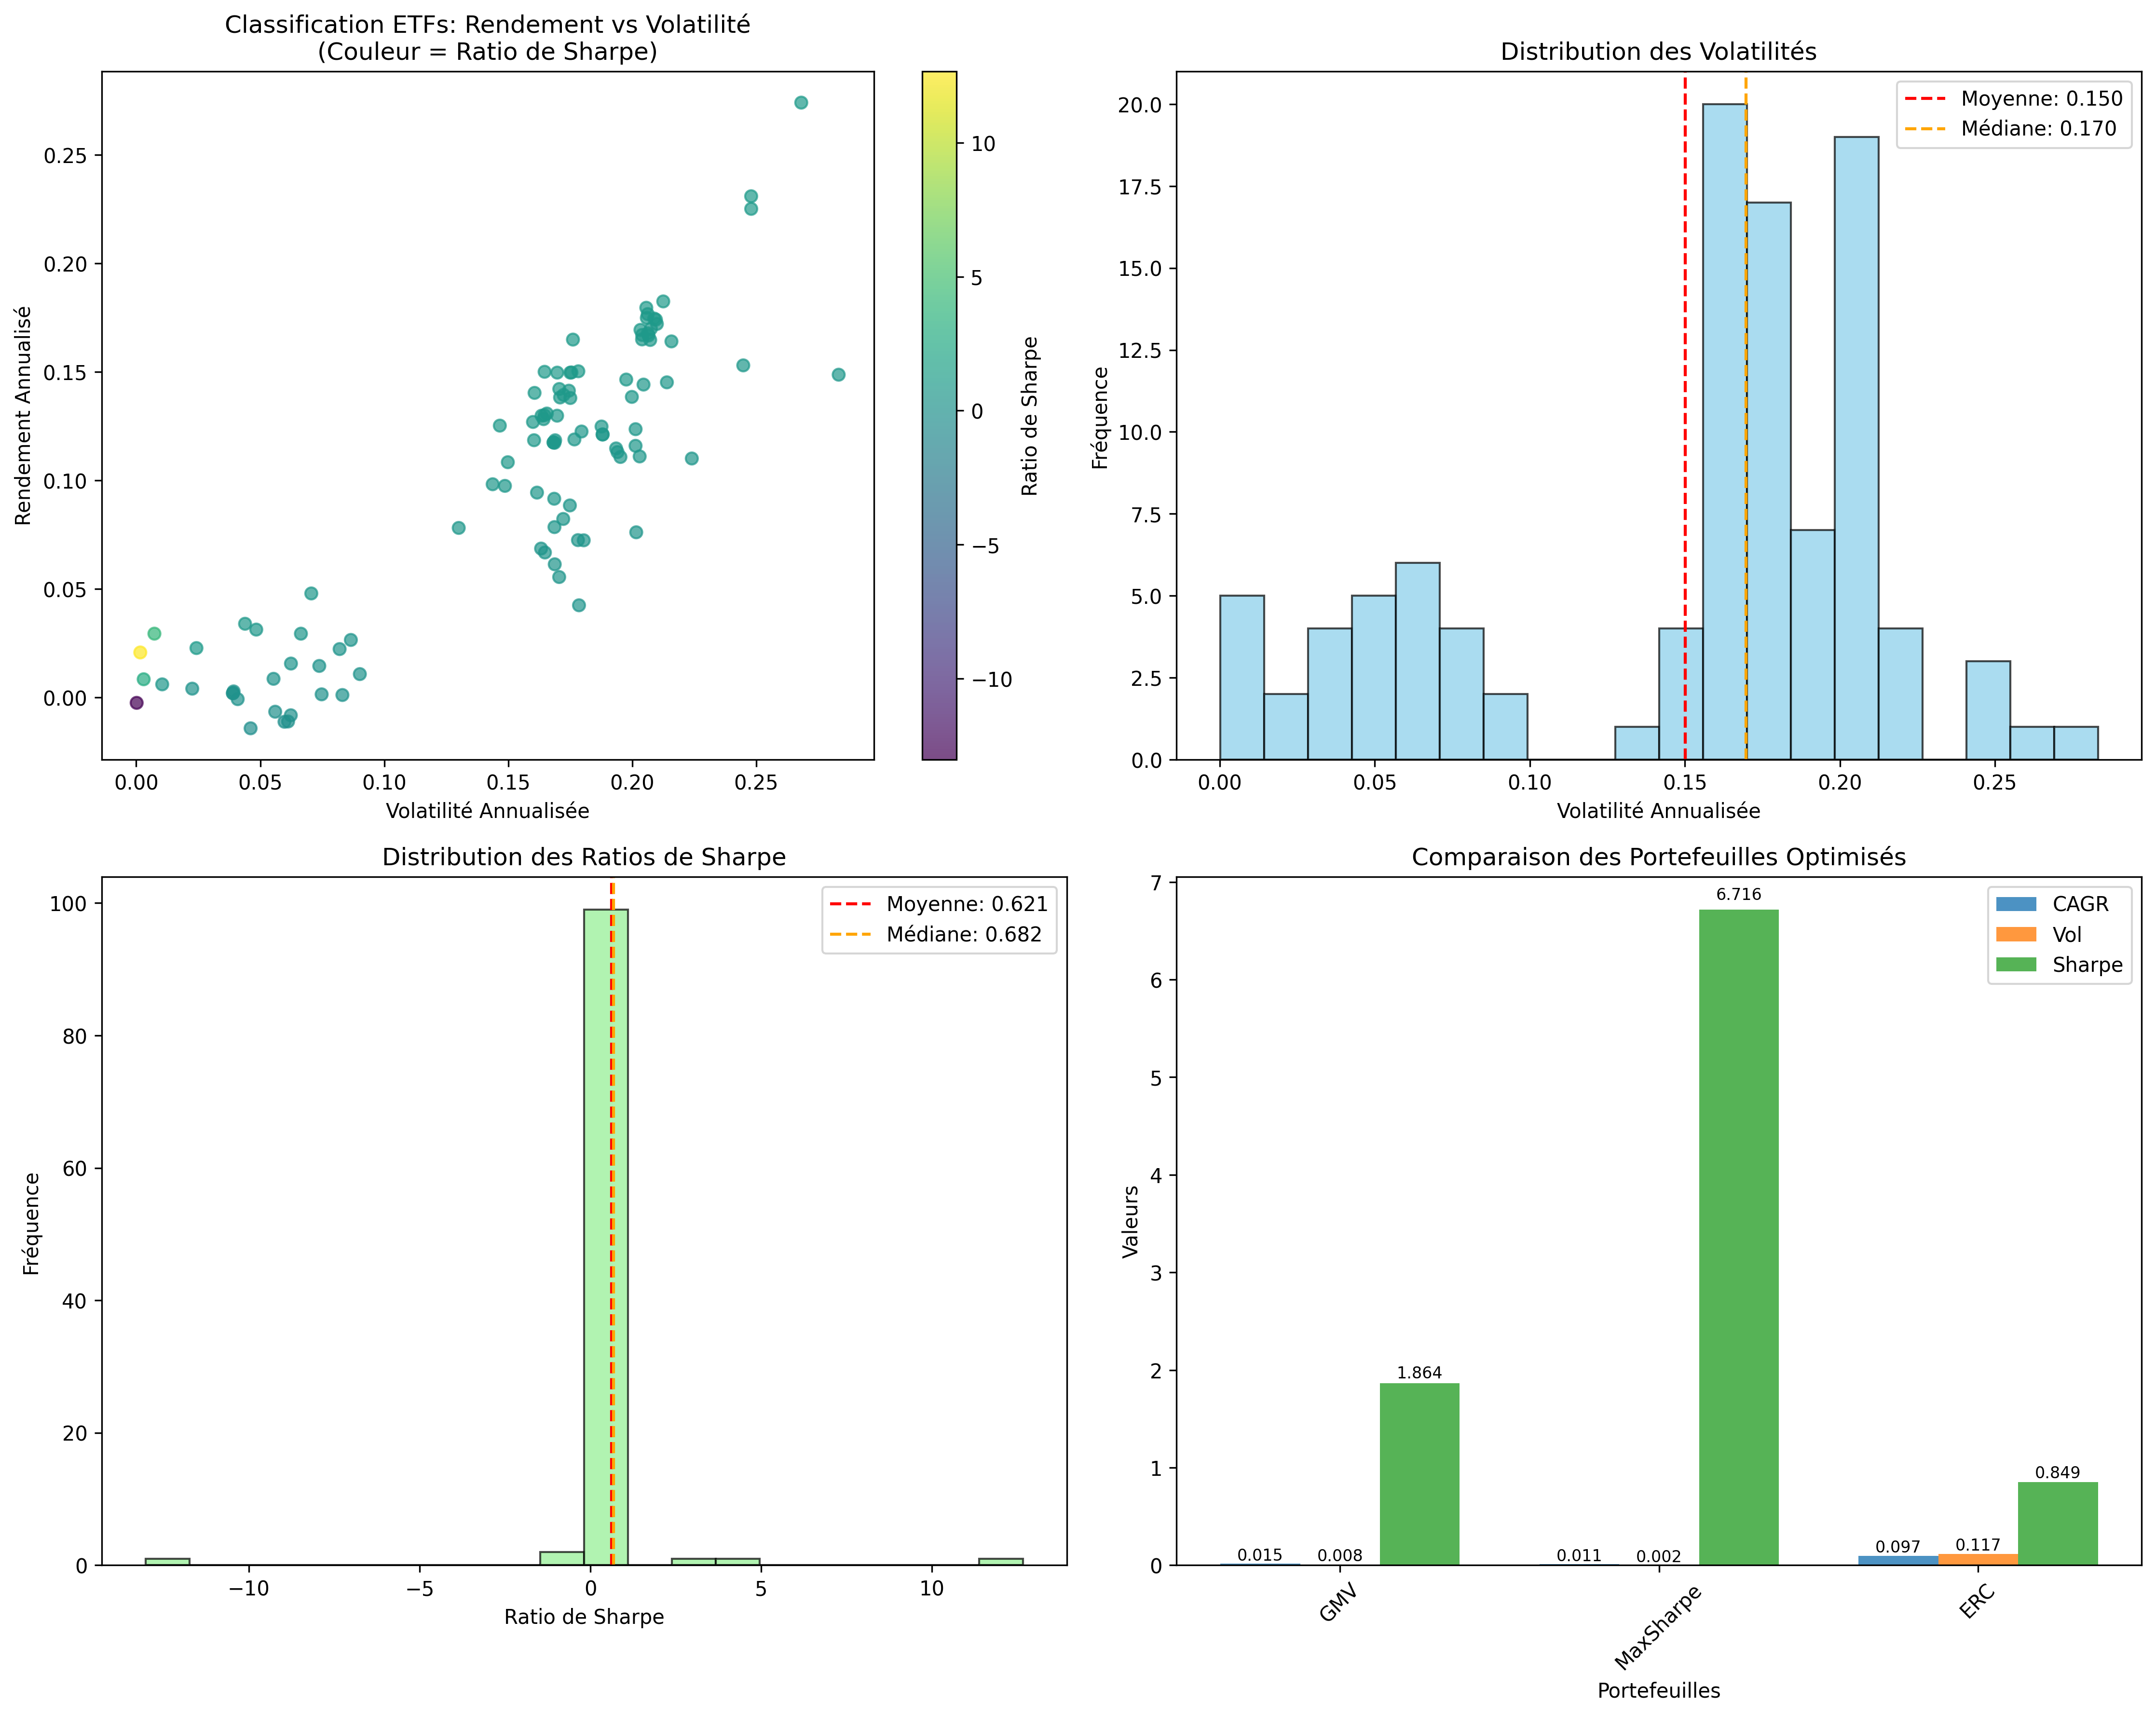 Classification ETFs: Rendement vs Volatilité
(Couleur = Ratio de Sharpe)
Rendement Annualisé
0.25
0.20
0.15
0.10
0.05
0.00
0.00 0.05 0.10 0.15 0.20 0.25
Volatilité Annualisée
10
5
0
−5
−10
Ratio de Sharpe
Distribution des Volatilités
Moyenne: 0.150
Médiane: 0.170
Fréquence
20.0
17.5
15.0
12.5
10.0
7.5
5.0
2.5
0.0
0.00 0.05 0.10 0.15 0.20 0.25
Volatilité Annualisée
Distribution des Ratios de Sharpe
Moyenne: 0.621
Médiane: 0.682
Fréquence
100
80
60
40
20
0
−10 −5 0 5 10
Ratio de Sharpe
Comparaison des Portefeuilles Optimisés
CAGR
Vol
Sharpe
Valeurs
7
6
5
4
3
2
1
0
0.015 0.008 1.864
0.011 0.002 6.716
0.097 0.117 0.849
GMV MaxSharpe ERC
Portefeuilles